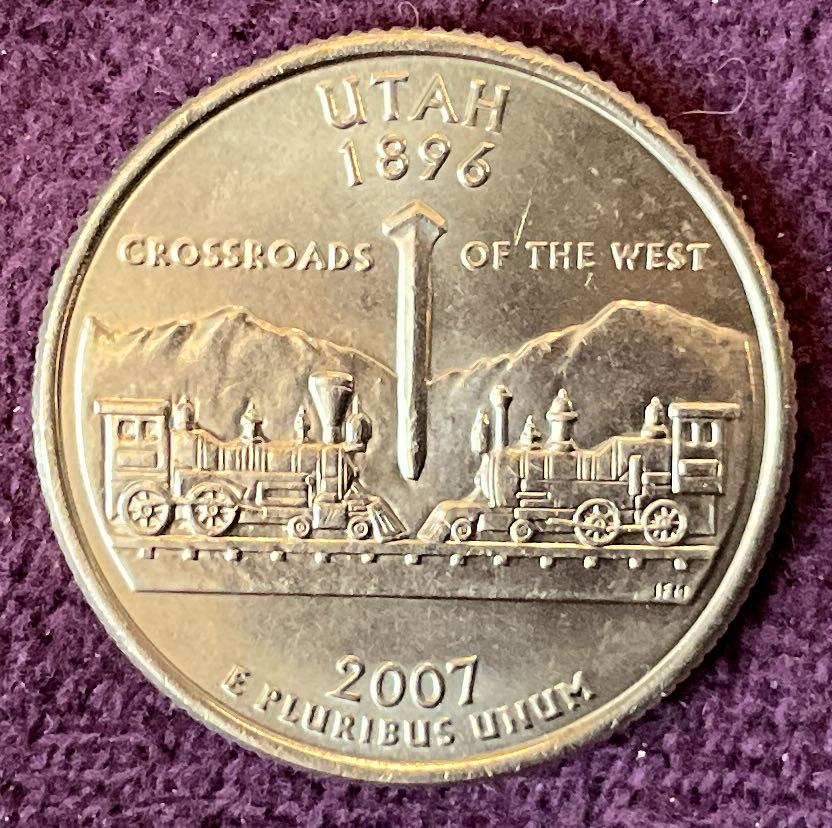 UTAH
1896
CROSSROADS OF THE WEST
2007
E PLURIBUS UNUM